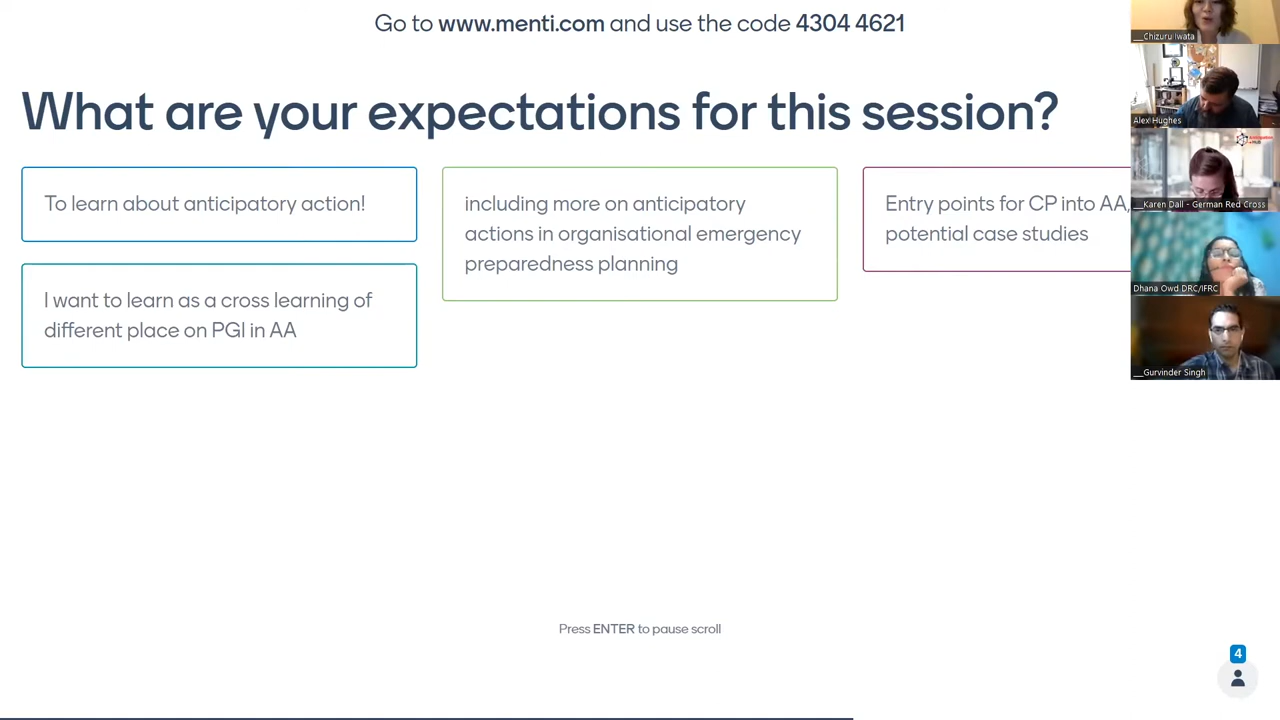 Go to www.menti.com and use the code 4304 4621
What are your expectations for this session?
To learn about anticipatory action!
I want to learn as a cross learning of
different place on PGI in AA
including more on anticipatory
actions in organisational emergency
preparedness planning
Entry points for CP into AA,
potential case studies
Press ENTER to pause scroll
4
__Chizuru Iwata
Alex Hughes
__Karen Dall - German Red Cross
Dhana Owd DRC/IFRC
__Gurvinder Singh